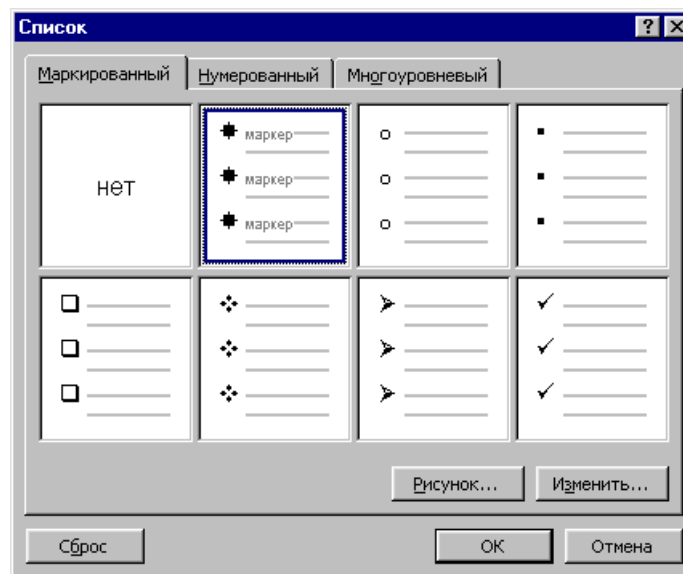 Список
Маркированный Нумерованный Многоуровневый
нет
маркер
маркер
маркер
Рисунок... Изменить...
Сброс ОК Отмена